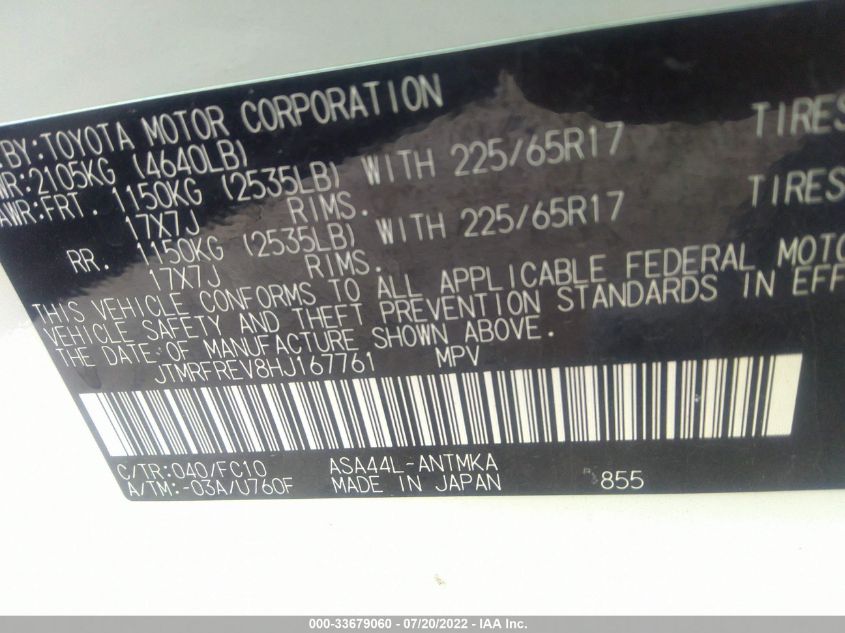 BY:TOYOTA MOTOR CORPORATION
WR:2105KG (4640LB)
AWR:FRT. 1150KG (2535LB) WITH 225/65R17 TIRES
17X7J RIMS.
RR. 1150KG (2535LB) WITH 225/65R17 TIRES
17X7J RIMS.
THIS VEHICLE CONFORMS TO ALL APPLICABLE FEDERAL MOTO
VEHICLE SAFETY AND THEFT PREVENTION STANDARDS IN EFF
THE DATE OF MANUFACTURE SHOWN ABOVE.
JTMRFREV8HJ167761 MPV
C/TR:040/FC10 ASA44L-ANTMKA
A/TM:-03A/U760F MADE IN JAPAN 855
000-33679060 - 07/20/2022 - IAA Inc.